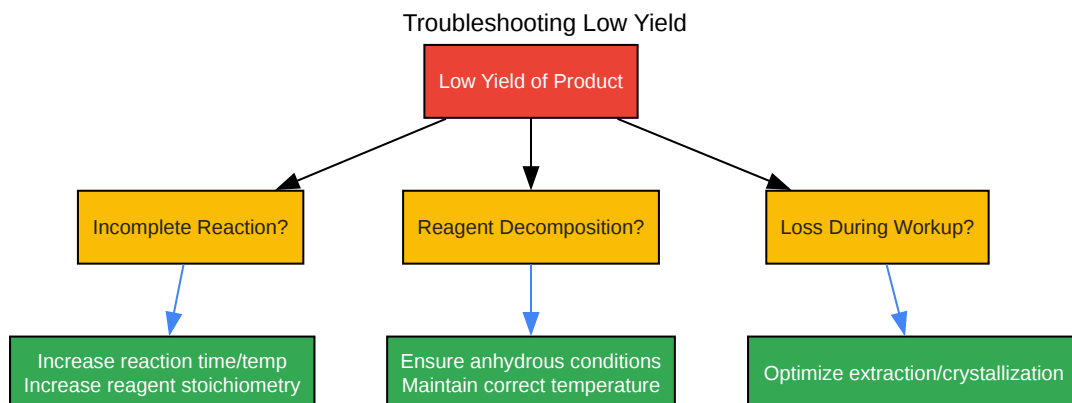 Troubleshooting Low Yield
Low Yield of Product
Incomplete Reaction?
Reagent Decomposition?
Loss During Workup?
Increase reaction time/temp
Increase reagent stoichiometry
Ensure anhydrous conditions
Maintain correct temperature
Optimize extraction/crystallization